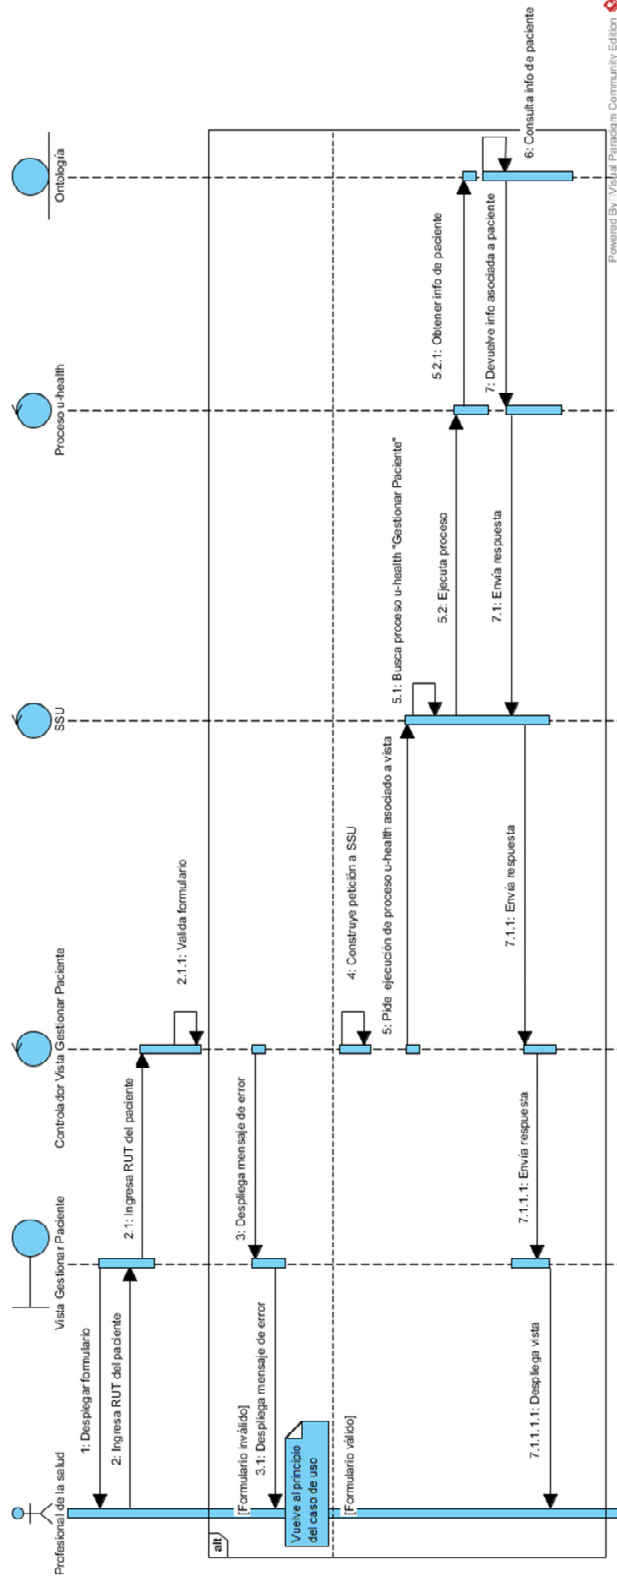 Profesional de la salud
Vista Gestionar Paciente
Controlador Vista Gestionar Paciente
SSU
Proceso u-health
Ontología
1: Desplegar formulario
2: Ingresa RUT del paciente
2.1: Ingresa RUT del paciente
2.1.1: Valida formulario
alt
[Formulario inválido]
3: Despliega mensaje de error
3.1: Despliega mensaje de error
Vuelve al principio
del caso de uso
[Formulario válido]
4: Construye petición a SSU
5: Pide ejecución de proceso u-health asociado a vista
5.1: Busca proceso u-health "Gestionar Paciente"
5.2: Ejecuta proceso
5.2.1: Obtener info de paciente
6: Consulta info de paciente
7: Devuelve info asociada a paciente
7.1: Envía respuesta
7.1.1: Envía respuesta
7.1.1.1: Envía respuesta
7.1.1.1.1: Despliega vista
Powered By Visual Paradigm Community Edition